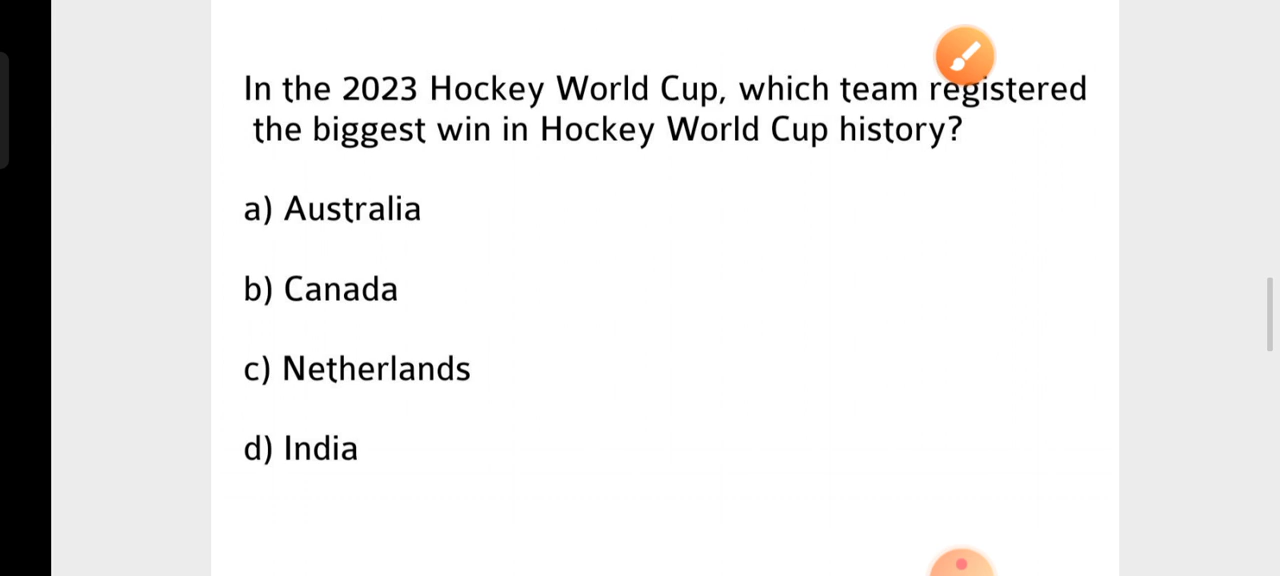 In the 2023 Hockey World Cup, which team registered
the biggest win in Hockey World Cup history?
a) Australia
b) Canada
c) Netherlands
d) India